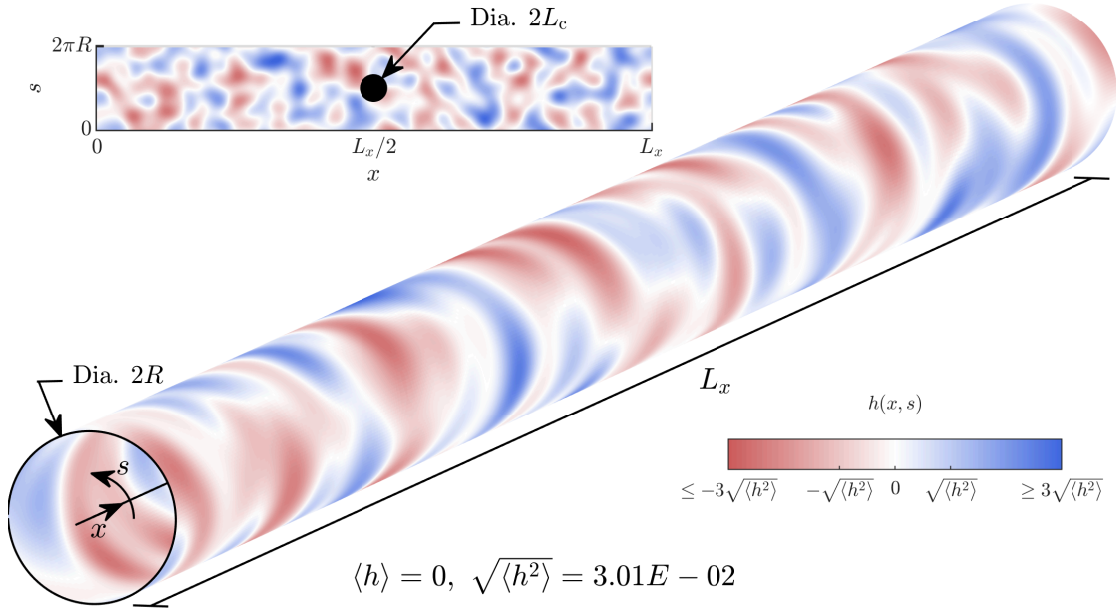 Dia. 2L_c
2πR
s
0
0
L_x/2
L_x
x
Dia. 2R
s
x
L_x
h(x, s)
≤ −3√⟨h²⟩
−√⟨h²⟩
0
√⟨h²⟩
≥ 3√⟨h²⟩
⟨h⟩ = 0, √⟨h²⟩ = 3.01E − 02